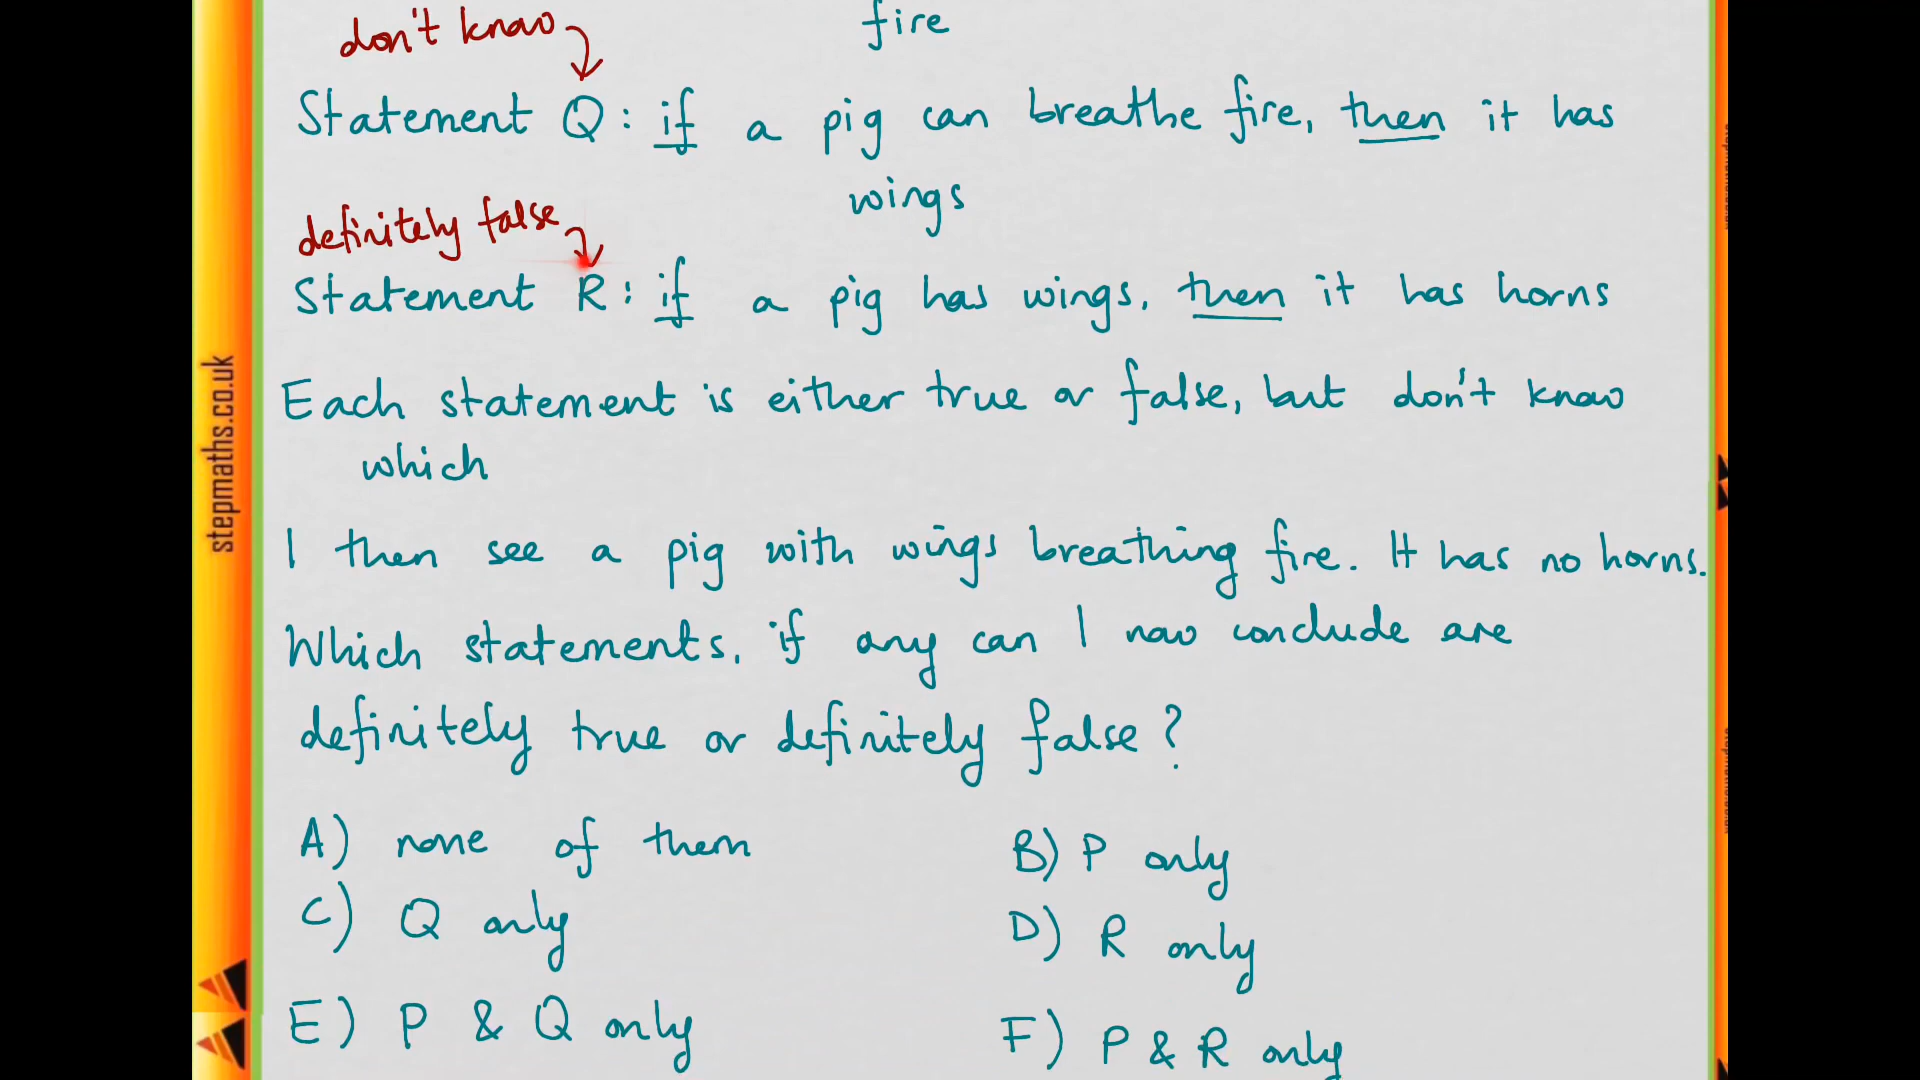 don't know
fire
Statement Q: if a pig can breathe fire, then it has
wings
definitely false
Statement R: if a pig has wings, then it has horns
Each statement is either true or false, but don't know
which
I then see a pig with wings breathing fire. It has no horns.
Which statements, if any can I now conclude are
definitely true or definitely false?
A) none of them
B) P only
C) Q only
D) R only
E) P & Q only
F) P & R only
stepmaths.co.uk